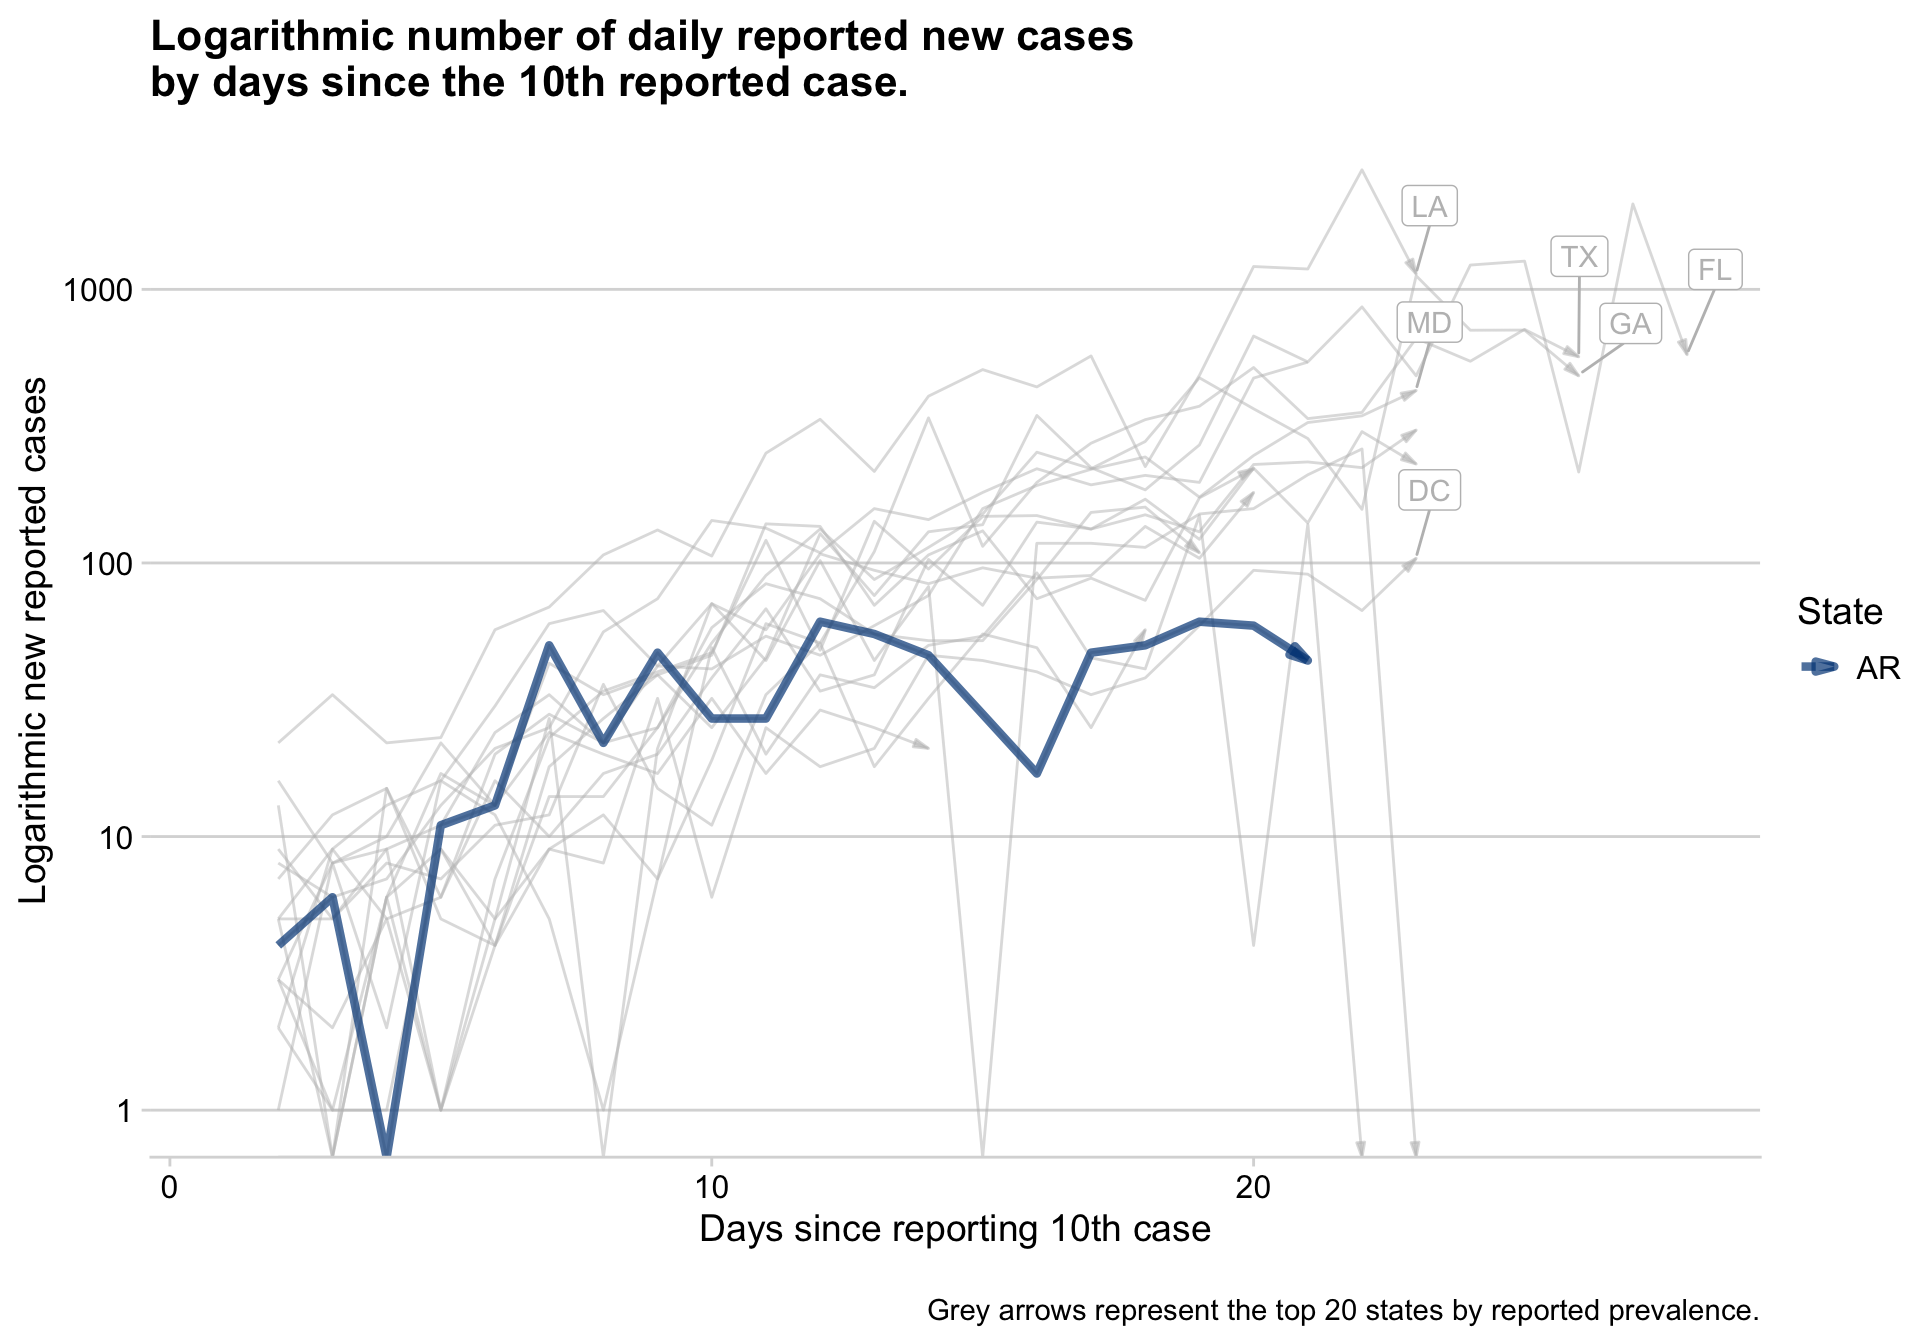 Logarithmic number of daily reported new cases
by days since the 10th reported case.
Logarithmic new reported cases
1000
100
10
1
LA
TX
FL
MD
GA
DC
State
AR
0
10
20
Days since reporting 10th case
Grey arrows represent the top 20 states by reported prevalence.